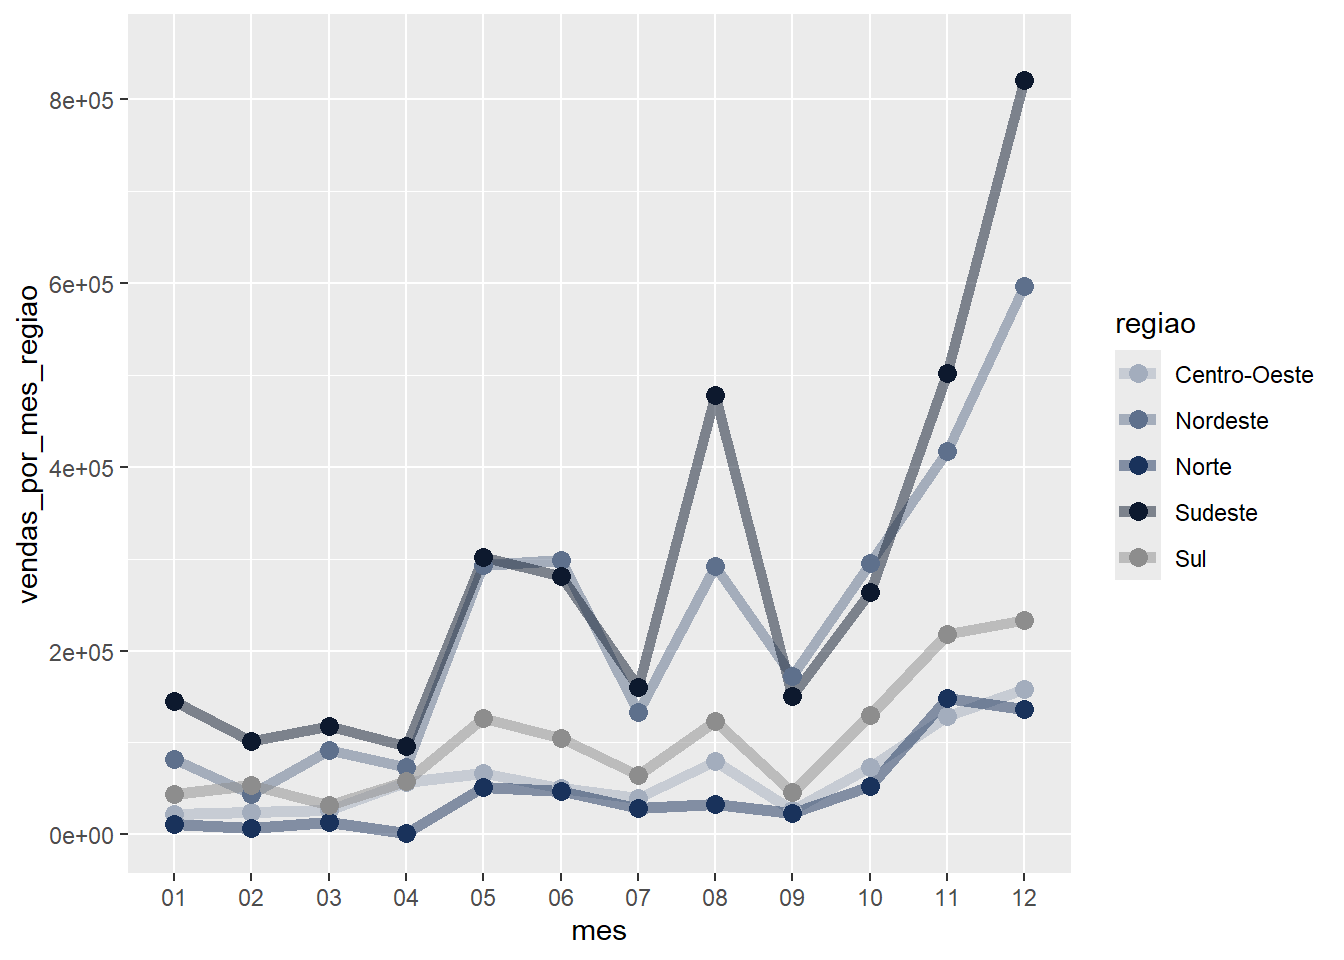 8e+05
6e+05
4e+05
2e+05
0e+00
vendas_por_mes_regiao
01 02 03 04 05 06 07 08 09 10 11 12
mes
regiao
Centro-Oeste
Nordeste
Norte
Sudeste
Sul